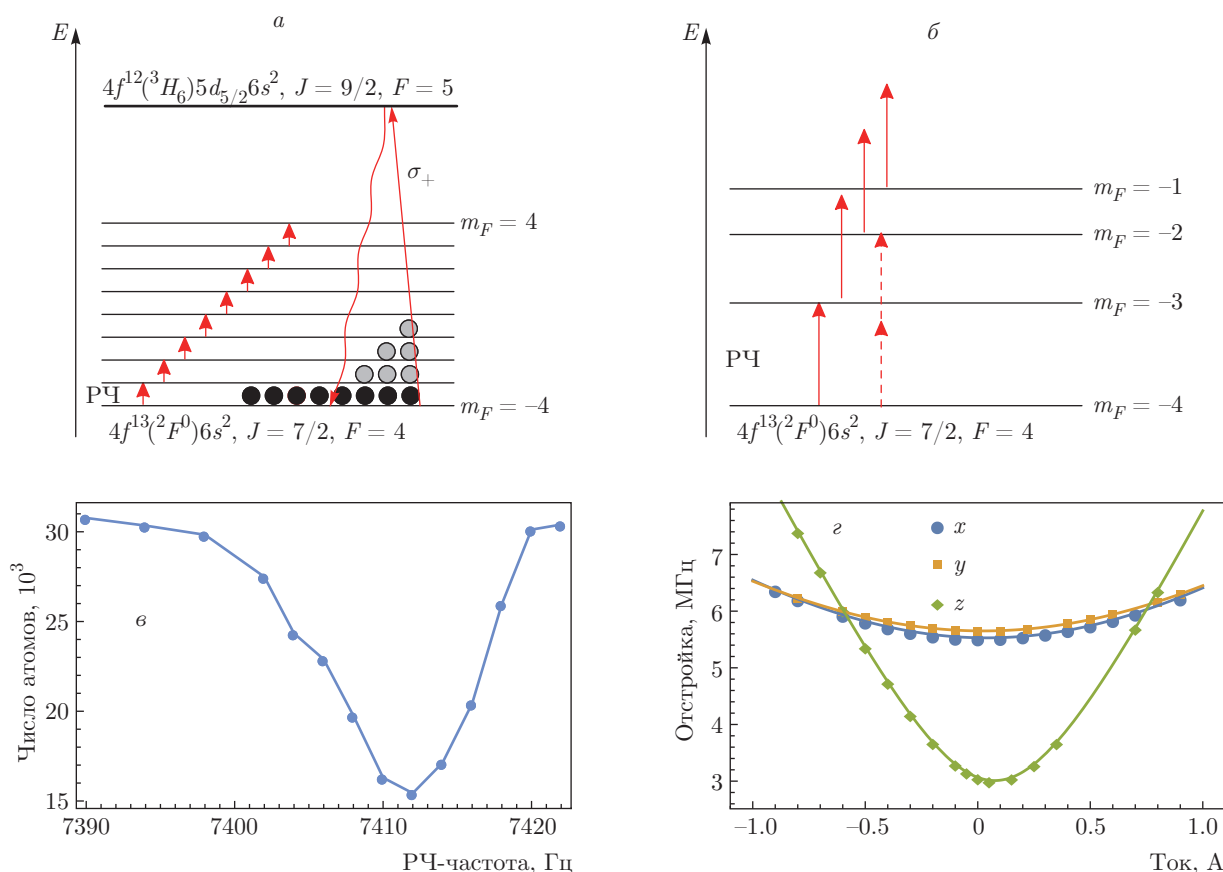 а
E
4f¹²(³H₆)5d₅/₂6s², J = 9/2, F = 5
σ₊
m_F = 4
РЧ
m_F = –4
4f¹³(²F⁰)6s², J = 7/2, F = 4
б
E
m_F = –1
m_F = –2
m_F = –3
РЧ
m_F = –4
4f¹³(²F⁰)6s², J = 7/2, F = 4
Число атомов, 10³
30
25
20
15
в
7390 7400 7410 7420
РЧ-частота, Гц
Отстройка, МГц
7
6
5
4
3
г
x
y
z
–1.0 –0.5 0 0.5 1.0
Ток, А